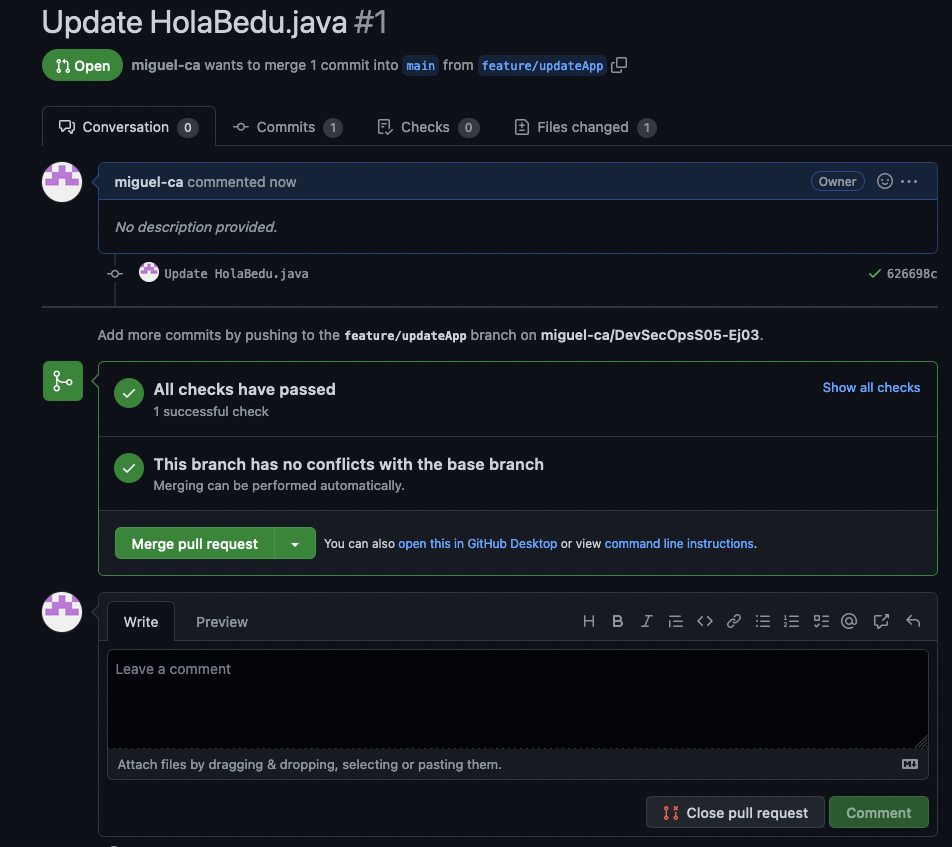 Update HolaBedu.java #1
Open miguel-ca wants to merge 1 commit into main from feature/updateApp
Conversation 0 Commits 1 Checks 0 Files changed 1
miguel-ca commented now Owner
No description provided.
Update HolaBedu.java 626698c
Add more commits by pushing to the feature/updateApp branch on miguel-ca/DevSecOpsS05-Ej03.
All checks have passed Show all checks
1 successful check
This branch has no conflicts with the base branch
Merging can be performed automatically.
Merge pull request You can also open this in GitHub Desktop or view command line instructions.
Write Preview
Leave a comment
Attach files by dragging & dropping, selecting or pasting them.
Close pull request Comment